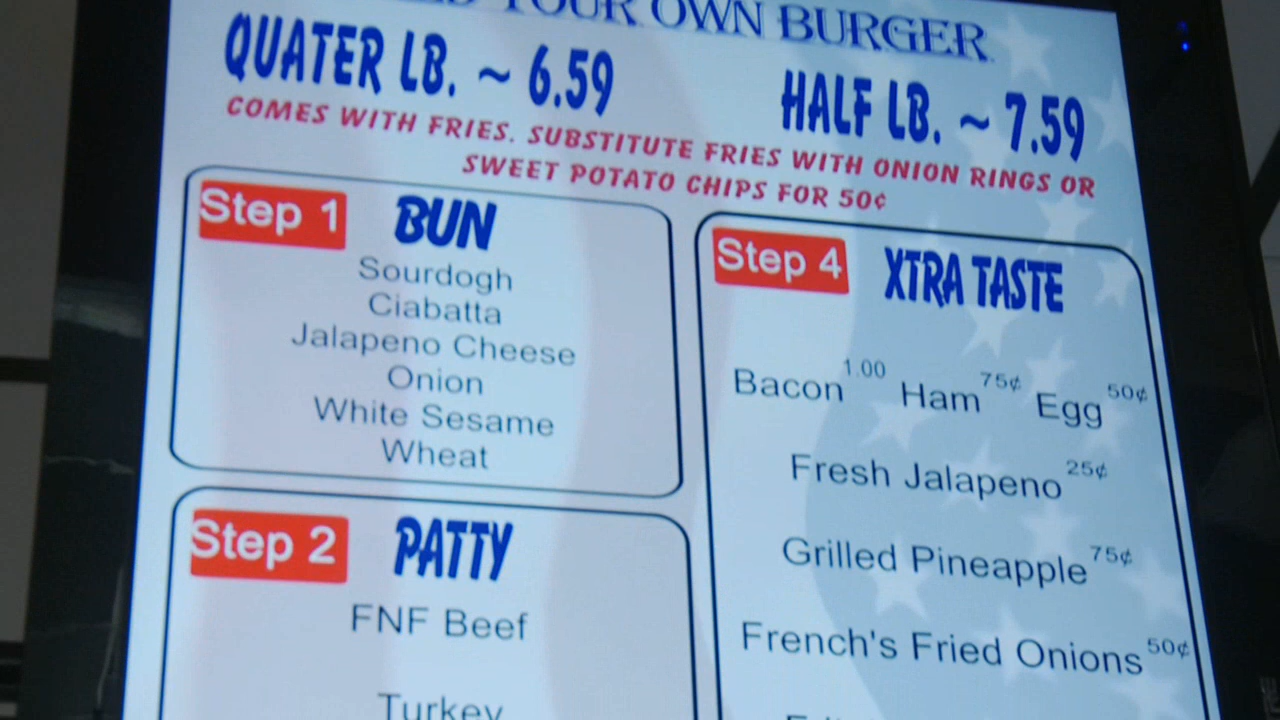 YOUR OWN BURGER
QUATER LB. ~ 6.59
HALF LB. ~ 7.59
COMES WITH FRIES. SUBSTITUTE FRIES WITH ONION RINGS OR
SWEET POTATO CHIPS FOR 50¢
Step 1 BUN
Sourdogh
Ciabatta
Jalapeno Cheese
Onion
White Sesame
Wheat
Step 2 PATTY
FNF Beef
Turkey
Step 4 XTRA TASTE
Bacon 1.00 Ham 75¢ Egg 50¢
Fresh Jalapeno 25¢
Grilled Pineapple 75¢
French's Fried Onions 50¢